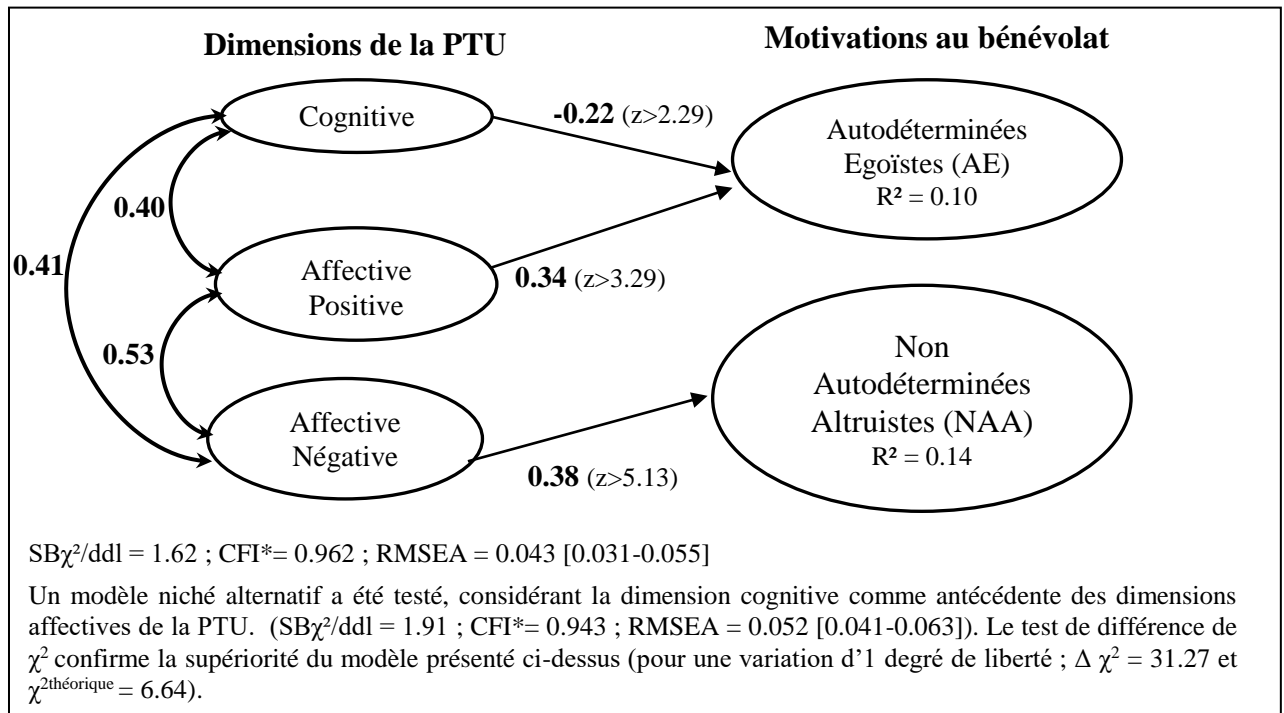 Dimensions de la PTU
Motivations au bénévolat
Cognitive
-0.22 (z>2.29)
Autodéterminées
Egoïstes (AE)
R² = 0.10
0.40
0.41
Affective
Positive
0.34 (z>3.29)
0.53
Non
Autodéterminées
Altruistes (NAA)
R² = 0.14
Affective
Négative
0.38 (z>5.13)
SBχ²/ddl = 1.62 ; CFI*= 0.962 ; RMSEA = 0.043 [0.031-0.055]
Un modèle niché alternatif a été testé, considérant la dimension cognitive comme antécédente des dimensions
affectives de la PTU. (SBχ²/ddl = 1.91 ; CFI*= 0.943 ; RMSEA = 0.052 [0.041-0.063]). Le test de différence de
χ² confirme la supériorité du modèle présenté ci-dessus (pour une variation d’1 degré de liberté ; Δ χ² = 31.27 et
χ²théorique = 6.64).